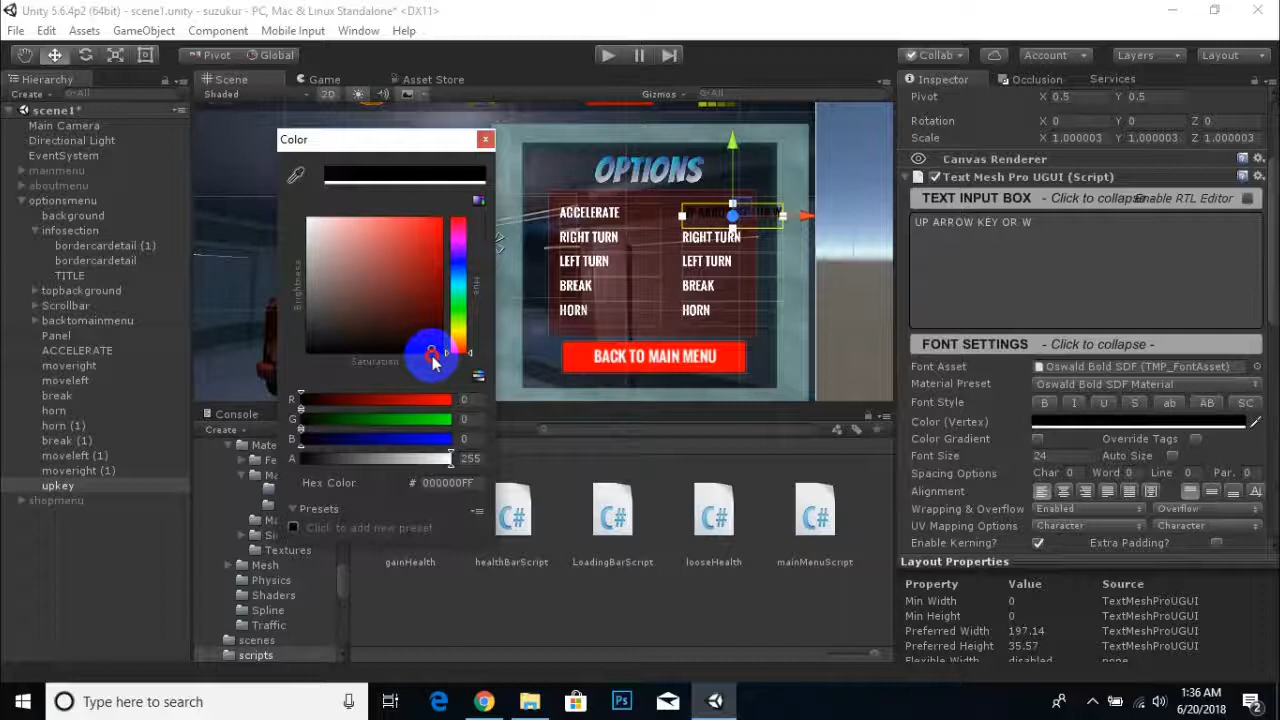 Unity 5.6.4p2 (64bit) - scene1.unity - suzukur - PC, Mac & Linux Standalone* <DX11>
File Edit Assets GameObject Component Mobile Input Window Help
Pivot Global Collab Account Layers Layout
Hierarchy
Create All
scene1*
Main Camera
Directional Light
EventSystem
mainmenu
aboutmenu
optionsmenu
background
infosection
bordercardetail (1)
bordercardetail
TITLE
topbackground
Scrollbar
backtomainmenu
Panel
ACCELERATE
moveright
moveleft
break
horn
horn (1)
break (1)
moveleft (1)
moveright (1)
upkey
shopmenu
Scene Game Asset Store
Shaded 2D Gizmos All
Color
Brightness
Hue
Saturation
R 0
G 0
B 0
A 255
Hex Color # 000000FF
Presets
Click to add new preset
OPTIONS
ACCELERATE
RIGHT TURN RIGHT TURN
LEFT TURN LEFT TURN
BREAK BREAK
HORN HORN
BACK TO MAIN MENU
Console
Create
Mate
Fe
Ma
Ma
Textures
Mesh
Physics
Shaders
Spline
Traffic
scenes
scripts
C# C# C# C#
gainHealth healthBarScript LoadingBarScript looseHealth mainMenuScript
Inspector Occlusion Services
Pivot X 0.5 Y 0.5
Rotation X 0 Y 0 Z 0
Scale X 1.000003 Y 1.000003 Z 1.000003
Canvas Renderer
Text Mesh Pro UGUI (Script)
TEXT INPUT BOX - Click to collapse Enable RTL Editor
UP ARROW KEY OR W
FONT SETTINGS - Click to collapse -
Font Asset Oswald Bold SDF (TMP_FontAsset)
Material Preset Oswald Bold SDF Material
Font Style B I U S ab AB SC
Color (Vertex)
Color Gradient Override Tags
Font Size 24 Auto Size
Spacing Options Char 0 Word 0 Line 0 Par. 0
Alignment
Wrapping & Overflow Enabled Overflow
UV Mapping Options Character Character
Enable Kerning? Extra Padding?
Layout Properties
Property Value Source
Min Width 0 TextMeshProUGUI
Min Height 0 TextMeshProUGUI
Preferred Width 197.14 TextMeshProUGUI
Preferred Height 35.57 TextMeshProUGUI
Flexible Width disabled none
Type here to search
1:36 AM
6/20/2018